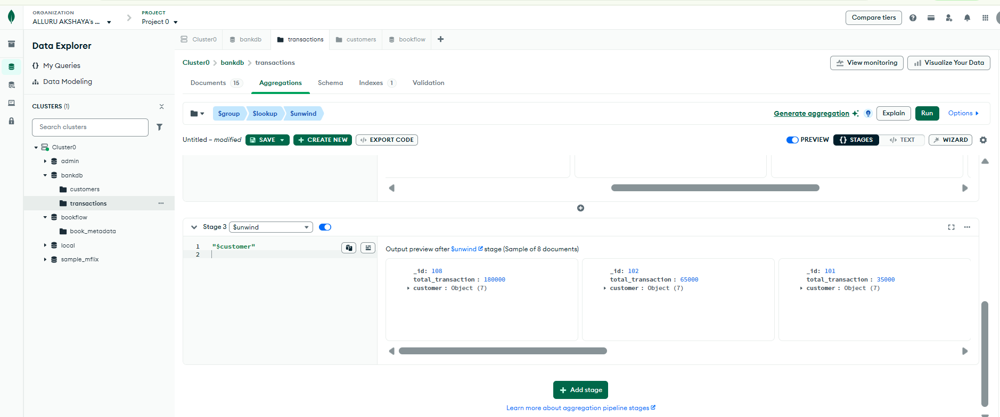 ORGANIZATION
ALLURU AKSHAYA's ...
PROJECT
Project 0
Compare tiers
Data Explorer
My Queries
Data Modeling
CLUSTERS (1)
Search clusters
Cluster0
admin
bankdb
customers
transactions
bookflow
book_metadata
local
sample_mflix
Cluster0
bankdb
transactions
customers
bookflow
Cluster0 > bankdb > transactions
View monitoring
Visualize Your Data
Documents 15
Aggregations
Schema
Indexes 1
Validation
$group
$lookup
$unwind
Generate aggregation
Explain
Run
Options
Untitled – modified
SAVE
+ CREATE NEW
</> EXPORT CODE
PREVIEW
{} STAGES
</> TEXT
WIZARD
Stage 3
$unwind
1 "$customer"
2
Output preview after $unwind stage (Sample of 8 documents)
_id: 108
total_transaction : 180000
customer : Object (7)
_id: 102
total_transaction : 65000
customer : Object (7)
_id: 101
total_transaction : 35000
customer : Object (7)
+ Add stage
Learn more about aggregation pipeline stages